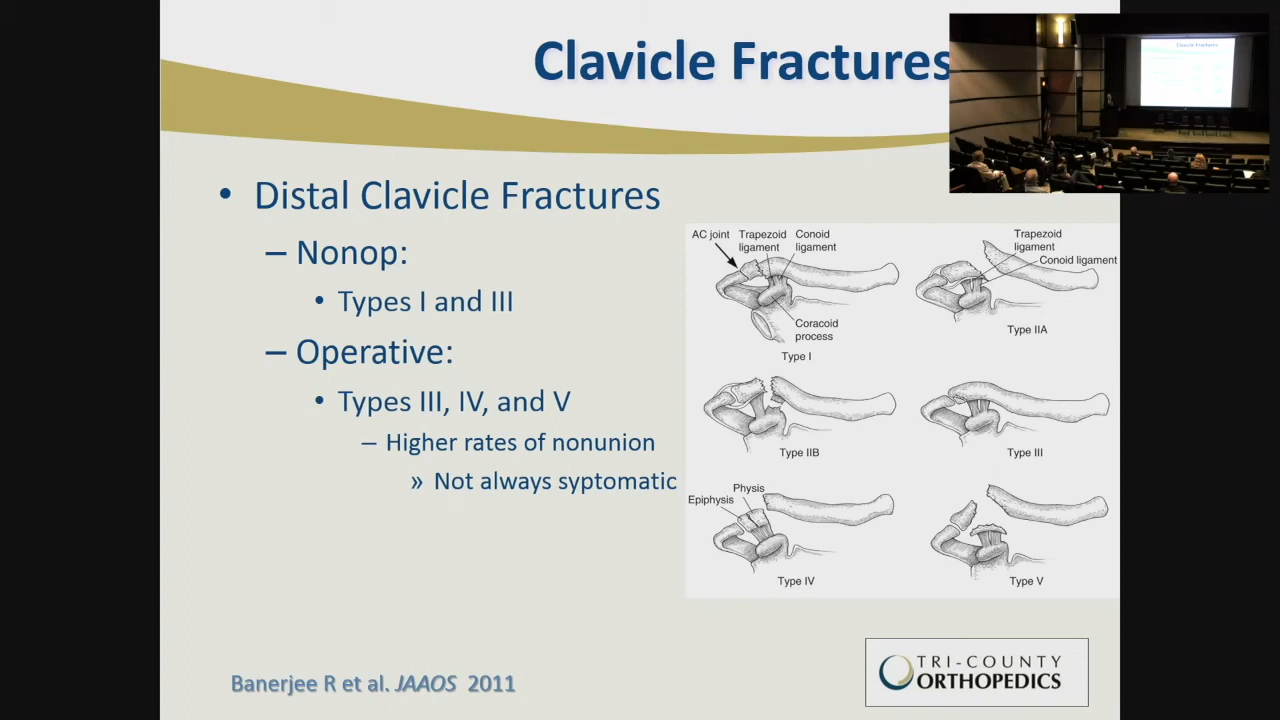 Clavicle Fractures
Clavicle Fractures
• Distal Clavicle Fractures
– Nonop:
• Types I and III
– Operative:
• Types III, IV, and V
– Higher rates of nonunion
» Not always syptomatic
AC joint
Trapezoid
ligament
Conoid
ligament
Coracoid
process
Type I
Trapezoid
ligament
Conoid ligament
Type IIA
Type IIB
Type III
Physis
Epiphysis
Type IV
Type V
Banerjee R et al. JAAOS 2011
TRI-COUNTY
ORTHOPEDICS